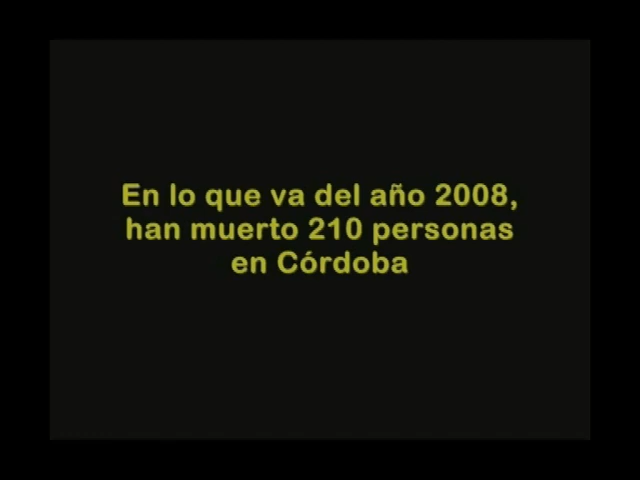 En lo que va del año 2008,
han muerto 210 personas
en Córdoba